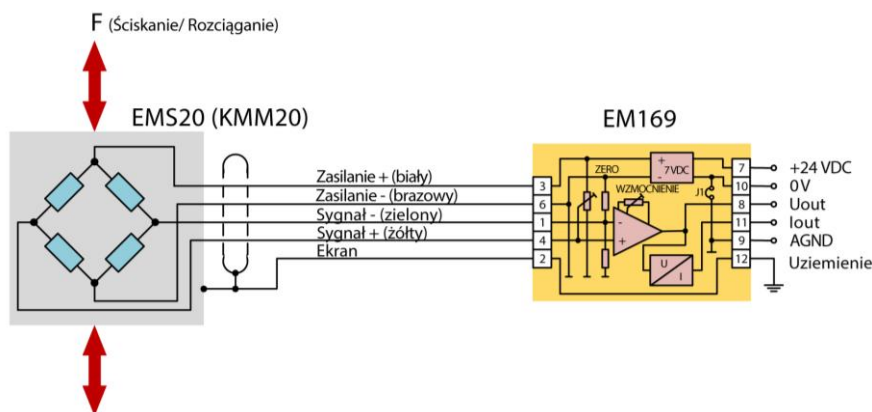 F (Ściskanie/ Rozciąganie)
EMS20 (KMM20)
EM169
Zasilanie + (biały)
Zasilanie - (brazowy)
Sygnał - (zielony)
Sygnał + (żółty)
Ekran
3
6
1
4
2
ZERO
WZMOCNIENIE
+
-
7VDC
J1
-
+
U
I
7
10
8
11
9
12
+24 VDC
0V
Uout
Iout
AGND
Uziemienie